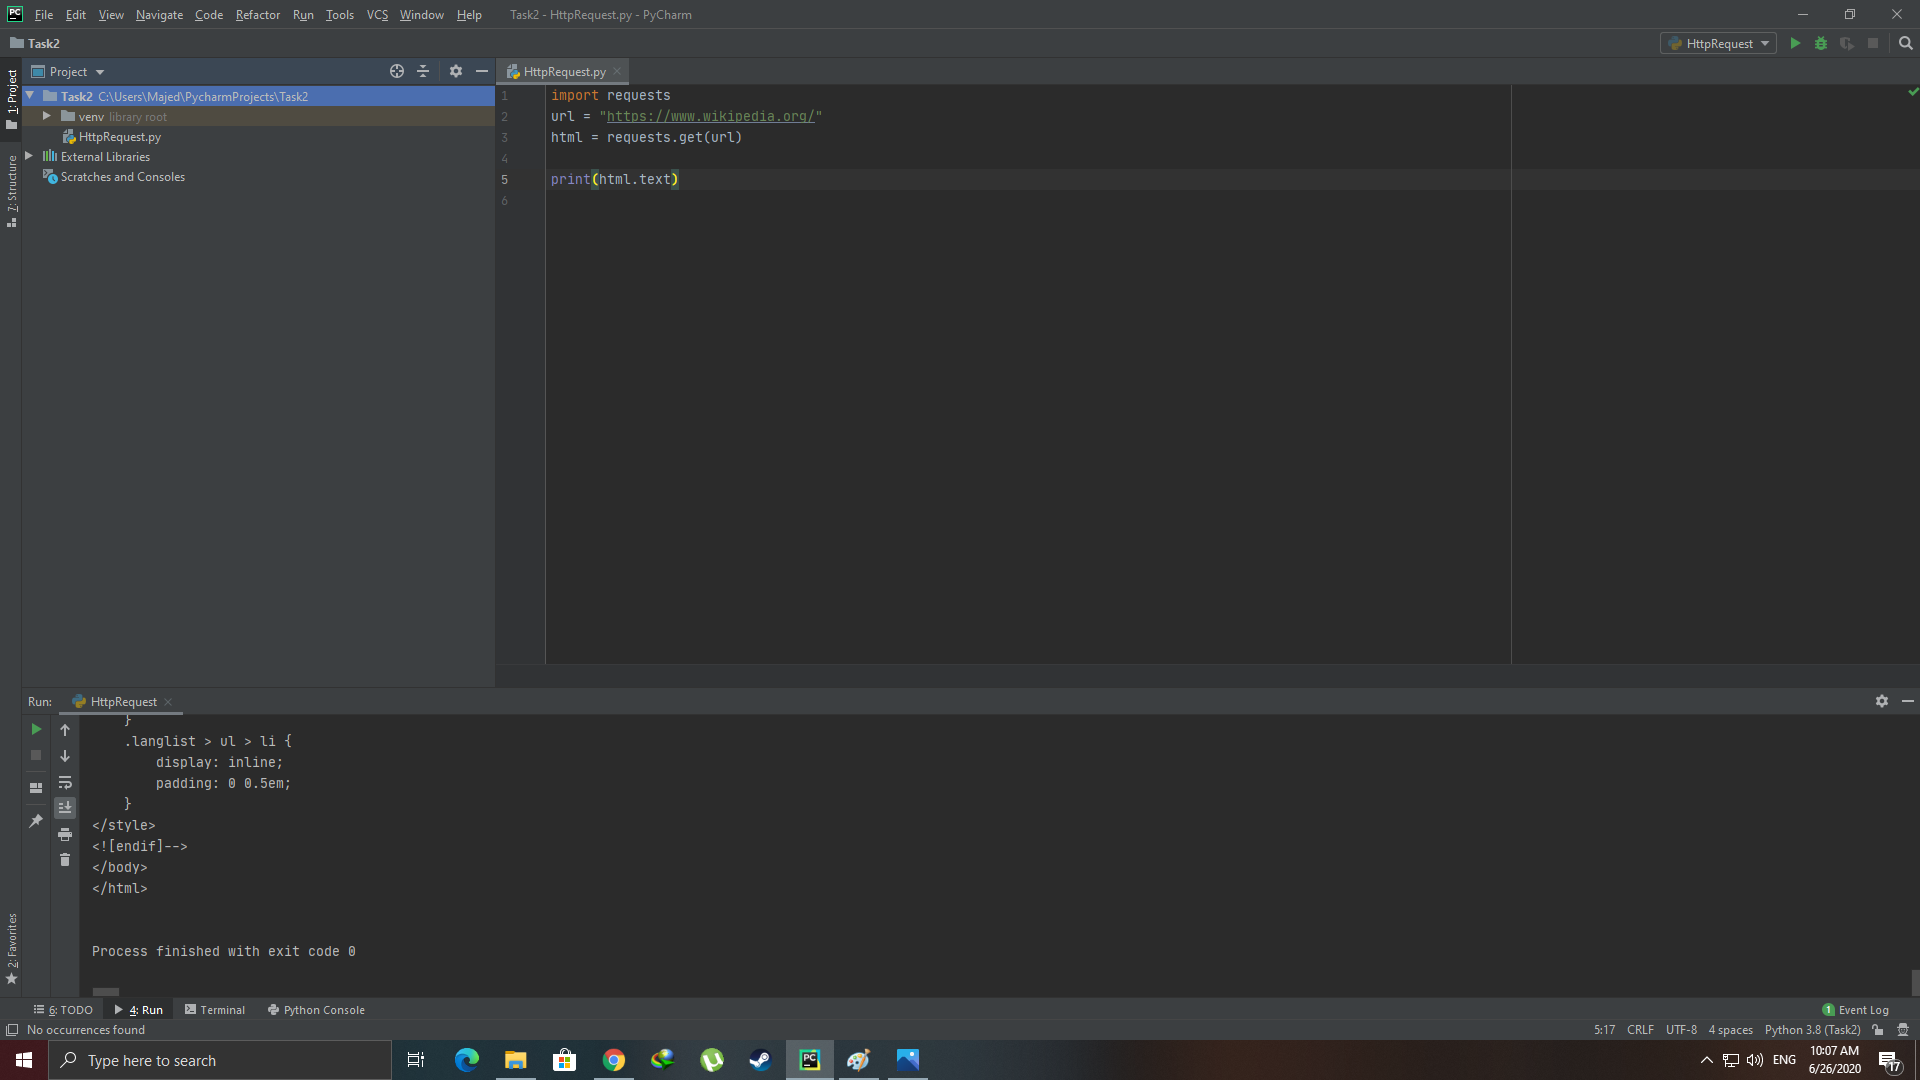 PC File Edit View Navigate Code Refactor Run Tools VCS Window Help Task2 - HttpRequest.py - PyCharm
Task2 HttpRequest
1: Project
Project HttpRequest.py
Task2 C:\Users\Majed\PycharmProjects\Task2
venv library root
HttpRequest.py
External Libraries
Scratches and Consoles
7: Structure
1 import requests
2 url = "https://www.wikipedia.org/"
3 html = requests.get(url)
4
5 print(html.text)
6
Run: HttpRequest
}
.langlist > ul > li {
display: inline;
padding: 0 0.5em;
}
</style>
<![endif]-->
</body>
</html>
Process finished with exit code 0
2: Favorites
6: TODO 4: Run Terminal Python Console 1 Event Log
No occurrences found 5:17 CRLF UTF-8 4 spaces Python 3.8 (Task2)
Type here to search PC ENG 10:07 AM
6/26/2020 17